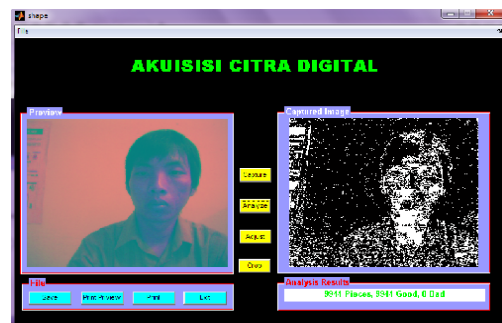 shape
File
AKUISISI CITRA DIGITAL
Preview
Captured Image
Capture
Analyze
Adjust
Crop
File
Save
Print Preview
Print
Exit
Analysis Results
9941 Pieces, 9941 Good, 0 Bad